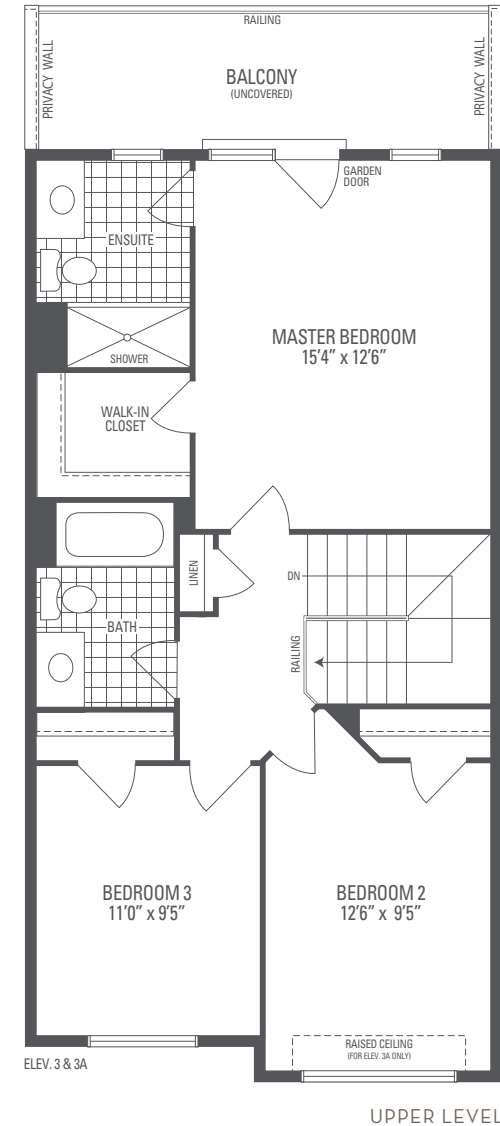 RAILING
PRIVACY WALL
BALCONY
(UNCOVERED)
PRIVACY WALL
GARDEN
DOOR
ENSUITE
MASTER BEDROOM
15'4" x 12'6"
SHOWER
WALK-IN
CLOSET
LINEN
DN
BATH
RAILING
BEDROOM 3
11'0" x 9'5"
BEDROOM 2
12'6" x 9'5"
RAISED CEILING
(FOR ELEV. 3A ONLY)
ELEV. 3 & 3A
UPPER LEVEL